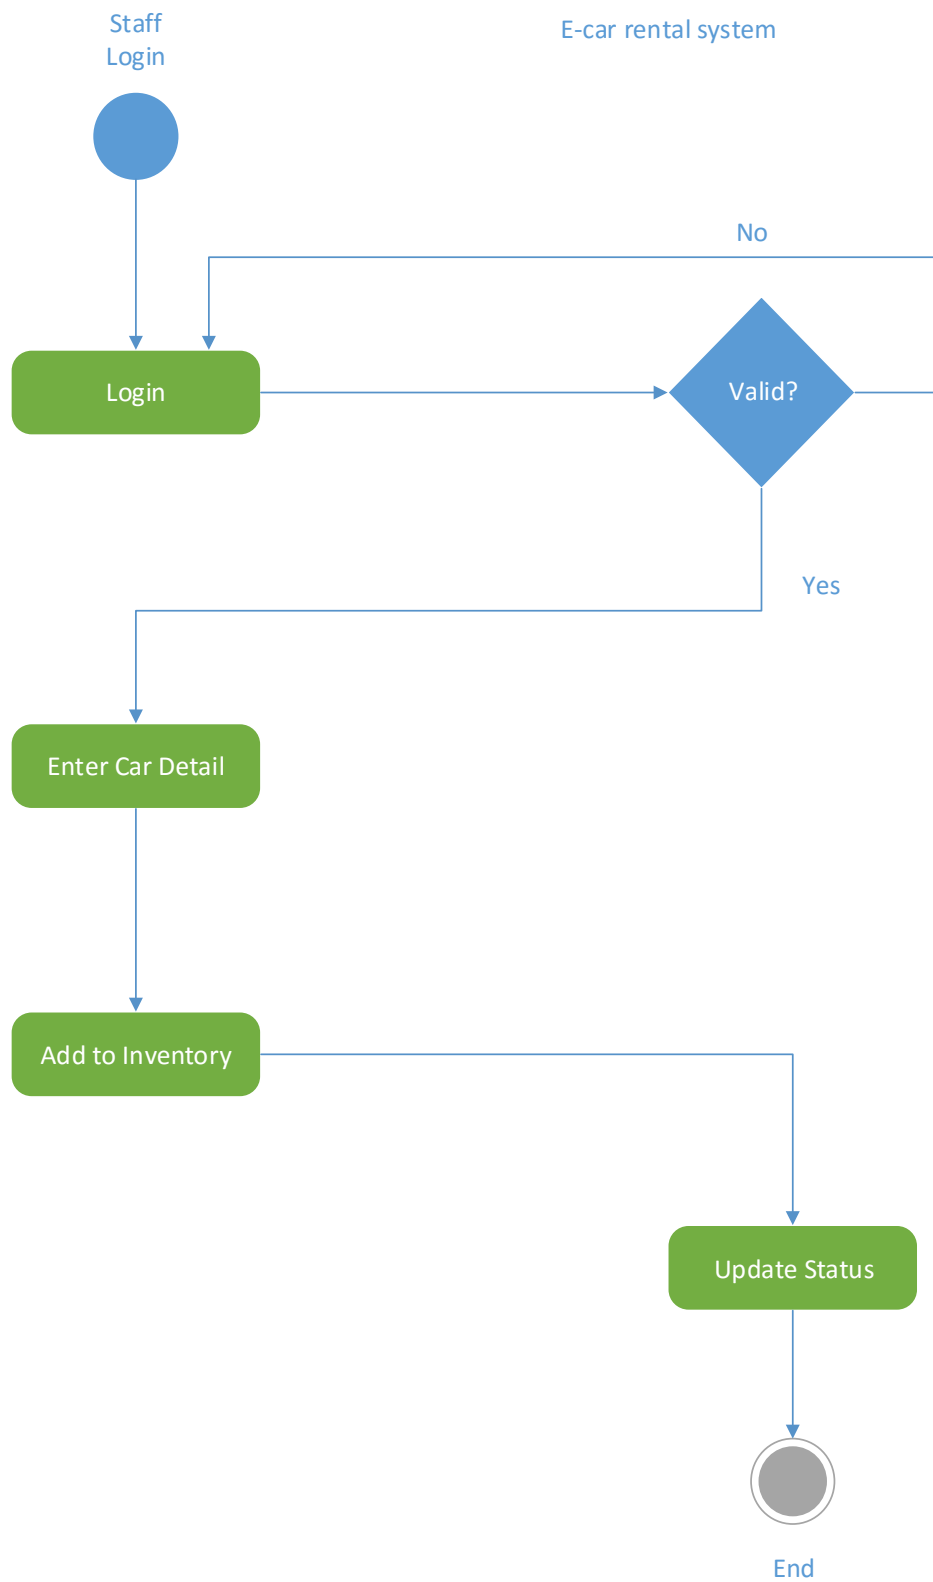 Staff
Login
E-car rental system
No
Login
Valid?
Yes
Enter Car Detail
Add to Inventory
Update Status
End